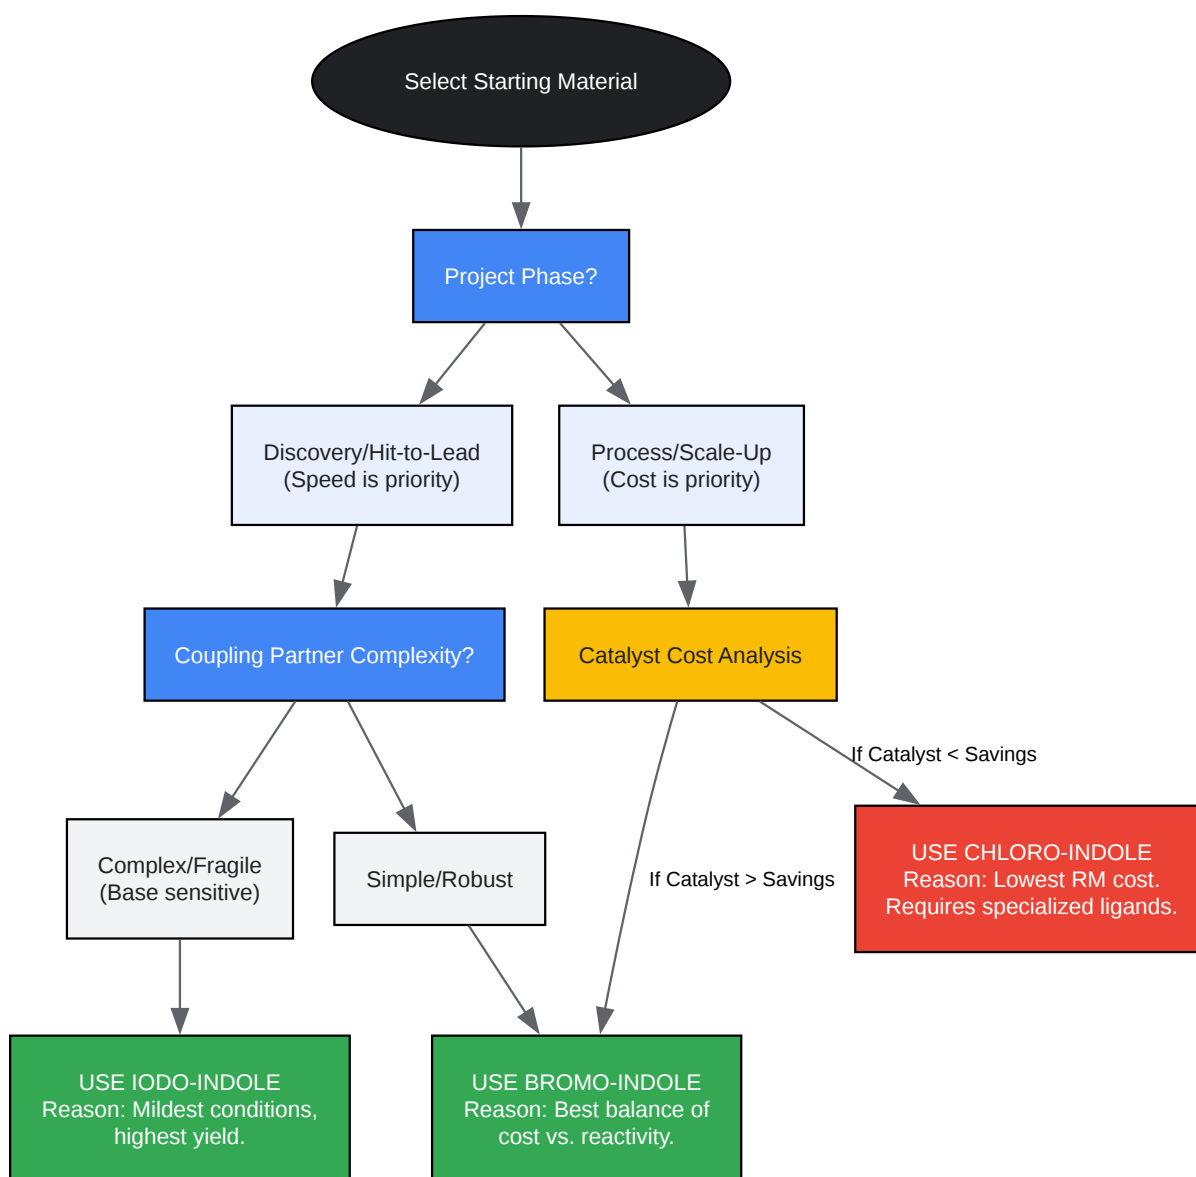 Select Starting Material
Project Phase?
Discovery/Hit-to-Lead
(Speed is priority)
Process/Scale-Up
(Cost is priority)
Coupling Partner Complexity?
Catalyst Cost Analysis
If Catalyst < Savings
Complex/Fragile
(Base sensitive)
Simple/Robust
If Catalyst > Savings
USE CHLORO-INDOLE
Reason: Lowest RM cost.
Requires specialized ligands.
USE IODO-INDOLE
Reason: Mildest conditions,
highest yield.
USE BROMO-INDOLE
Reason: Best balance of
cost vs. reactivity.